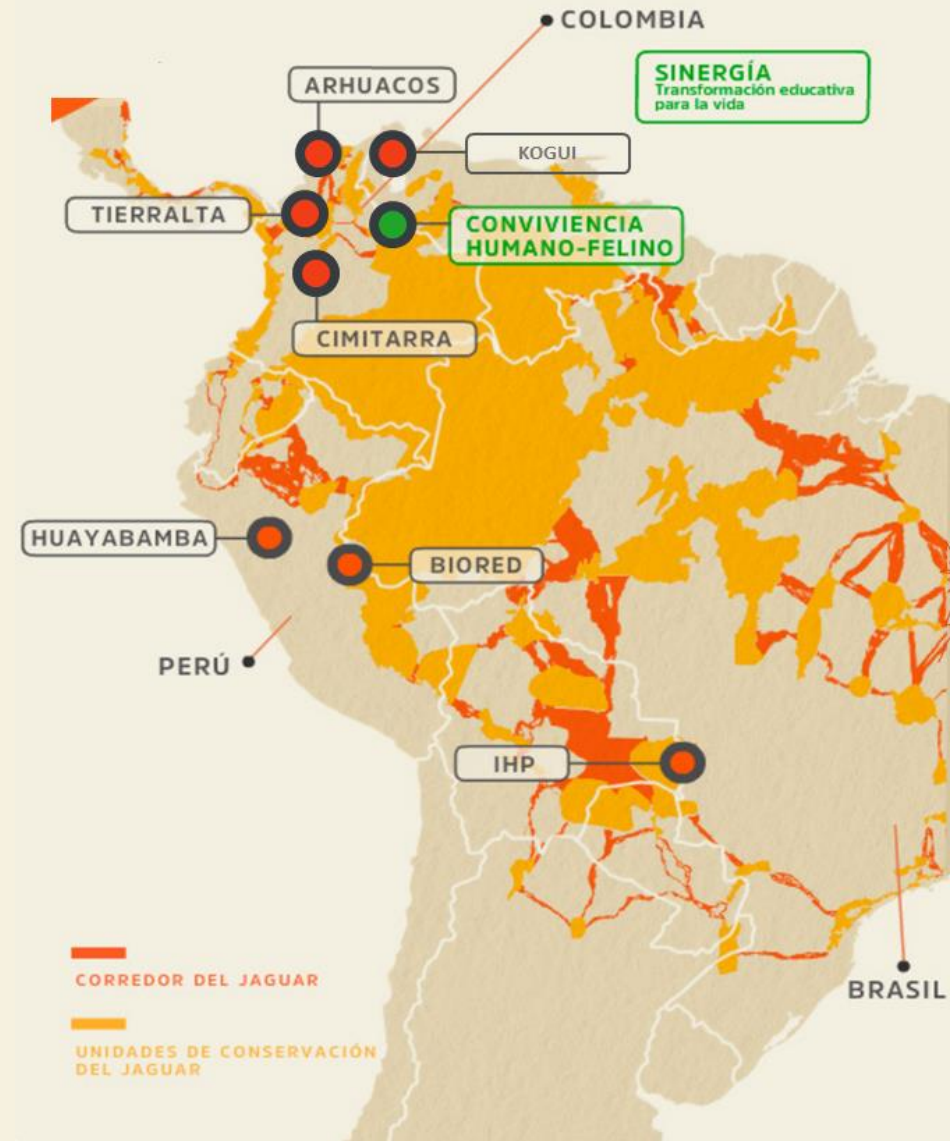 COLOMBIA
SINERGÍA
Transformación educativa
para la vida
ARHUACOS
KOGUI
TIERRALTA
CONVIVIENCIA
HUMANO-FELINO
CIMITARRA
HUAYABAMBA
BIORED
PERÚ
IHP
CORREDOR DEL JAGUAR
BRASIL
UNIDADES DE CONSERVACIÓN
DEL JAGUAR